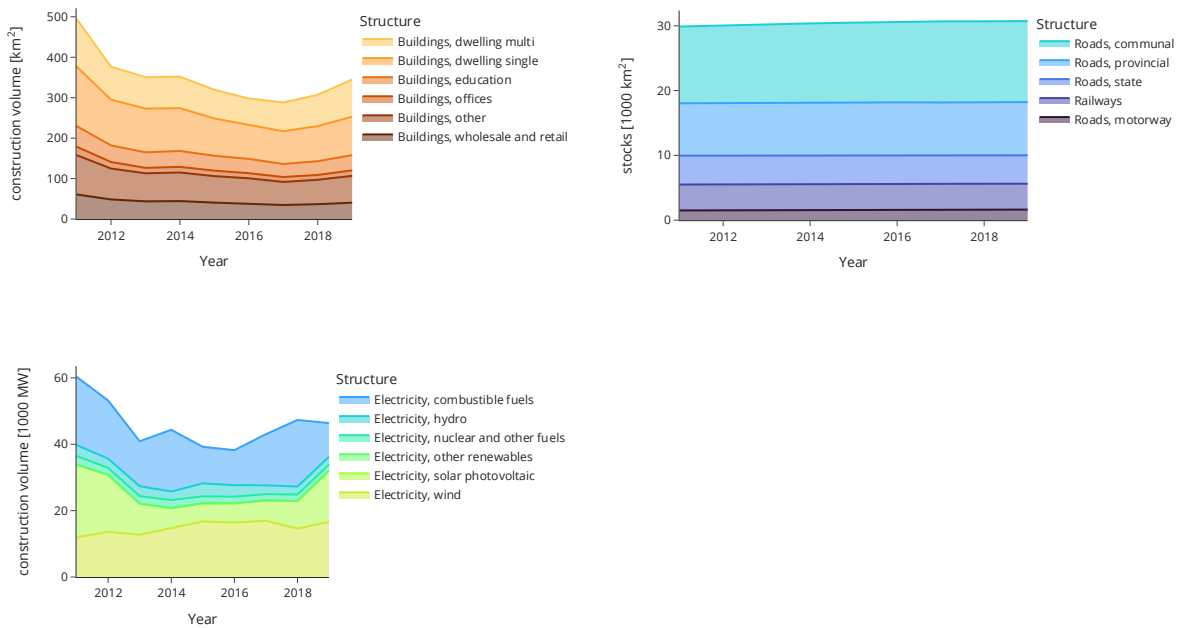 construction volume [km²]
500
400
300
200
100
0
2012
2014
2016
2018
Year
Structure
Buildings, dwelling multi
Buildings, dwelling single
Buildings, education
Buildings, offices
Buildings, other
Buildings, wholesale and retail
stocks [1000 km²]
30
20
10
0
2012
2014
2016
2018
Year
Structure
Roads, communal
Roads, provincial
Roads, state
Railways
Roads, motorway
construction volume [1000 MW]
60
40
20
0
2012
2014
2016
2018
Year
Structure
Electricity, combustible fuels
Electricity, hydro
Electricity, nuclear and other fuels
Electricity, other renewables
Electricity, solar photovoltaic
Electricity, wind